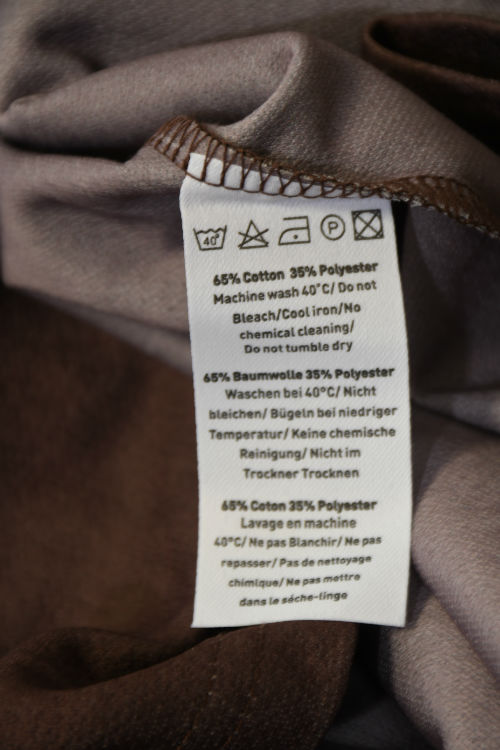 40°
P
65% Cotton 35% Polyester
Machine wash 40°C/ Do not
Bleach/Cool iron/No
chemical cleaning/
Do not tumble dry
65% Baumwolle 35% Polyester
Waschen bei 40°C/ Nicht
bleichen/ Bügeln bei niedriger
Temperatur/ Keine chemische
Reinigung/ Nicht im
Trockner Trocknen
65% Coton 35% Polyester
Lavage en machine
40°C/ Ne pas Blanchir/ Ne pas
repasser/ Pas de nettoyage
chimique/ Ne pas mettre
dans le séche-linge